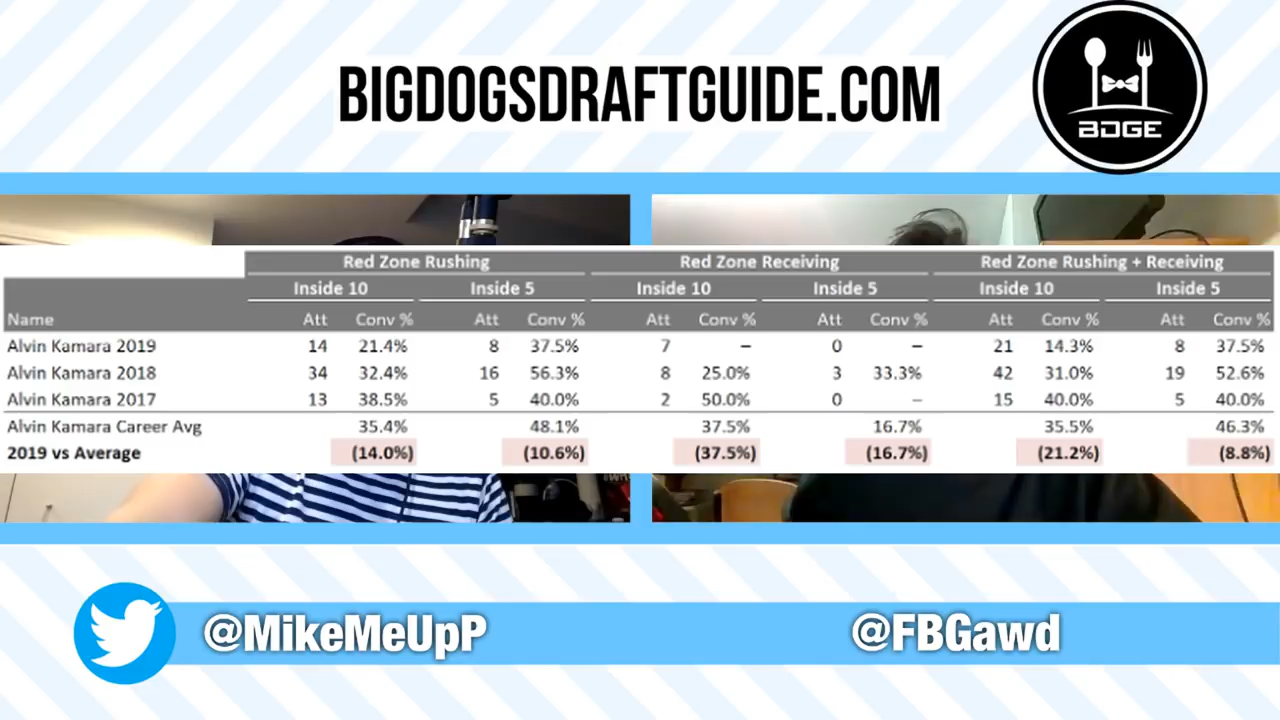 BIGDOGSDRAFTGUIDE.COM
BDGE
Red Zone Rushing Red Zone Receiving Red Zone Rushing + Receiving
Inside 10 Inside 5 Inside 10 Inside 5 Inside 10 Inside 5
Name Att Conv % Att Conv % Att Conv % Att Conv % Att Conv % Att Conv %
Alvin Kamara 2019 14 21.4% 8 37.5% 7 – 0 – 21 14.3% 8 37.5%
Alvin Kamara 2018 34 32.4% 16 56.3% 8 25.0% 3 33.3% 42 31.0% 19 52.6%
Alvin Kamara 2017 13 38.5% 5 40.0% 2 50.0% 0 – 15 40.0% 5 40.0%
Alvin Kamara Career Avg 35.4% 48.1% 37.5% 16.7% 35.5% 46.3%
2019 vs Average (14.0%) (10.6%) (37.5%) (16.7%) (21.2%) (8.8%)
@MikeMeUpP
@FBGawd